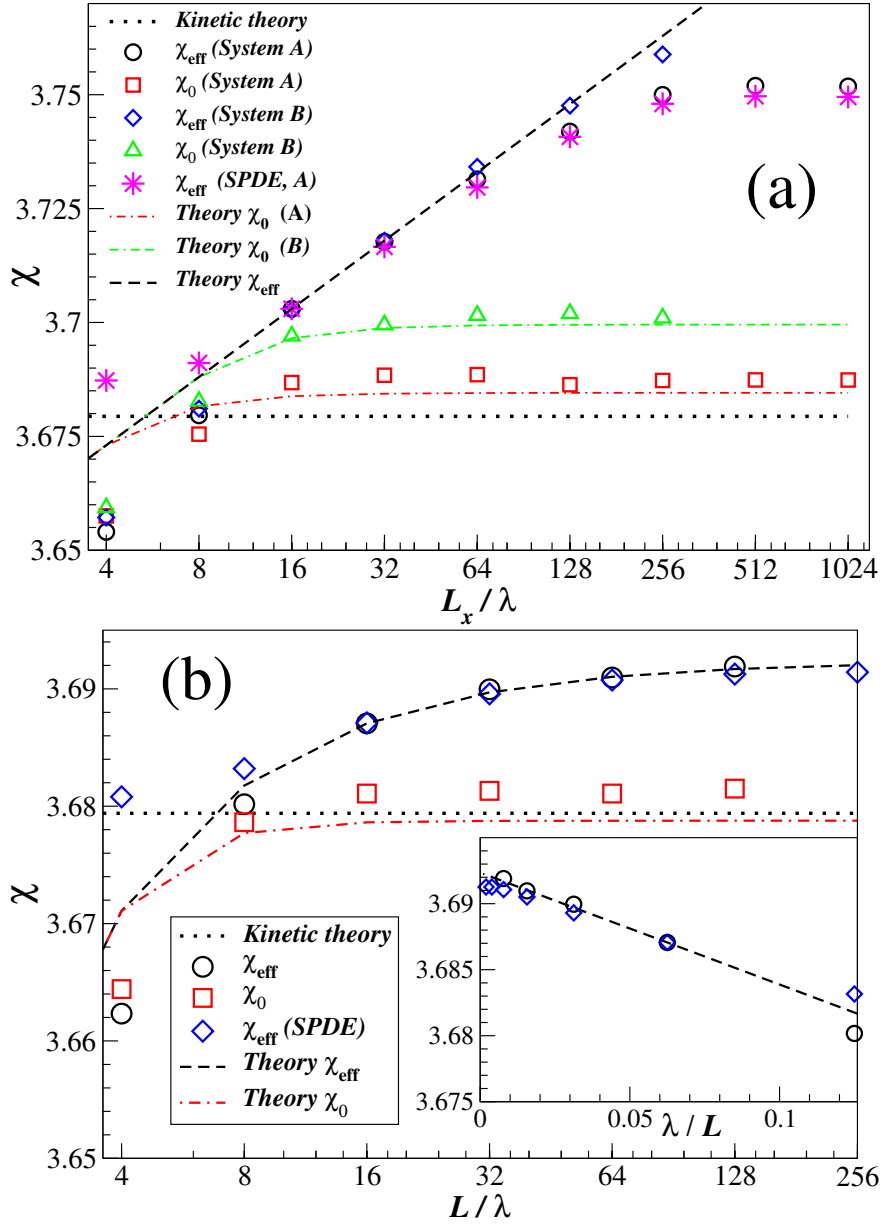 Kinetic theory
χeff (System A)
χ0 (System A)
χeff (System B)
χ0 (System B)
χeff (SPDE, A)
Theory χ0 (A)
Theory χ0 (B)
Theory χeff
(a)
3.75
3.725
3.7
3.675
3.65
χ
4 8 16 32 64 128 256 512 1024
Lx / λ
(b)
3.69
3.68
3.67
3.66
3.65
χ
Kinetic theory
χeff
χ0
χeff (SPDE)
Theory χeff
Theory χ0
3.69
3.685
3.68
3.675
0 0.05 0.1
λ / L
4 8 16 32 64 128 256
L / λ